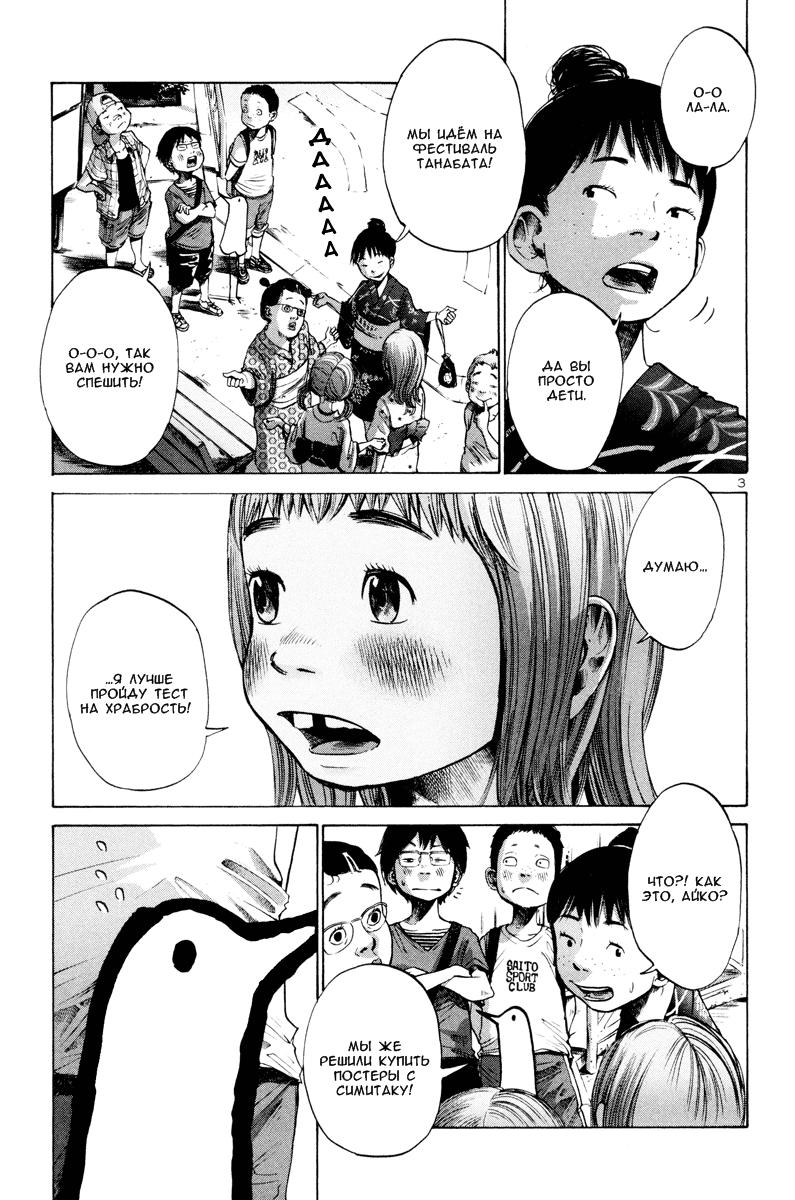 О-О
ЛА-ЛА.
ДА ВЫ
ПРОСТО
ДЕТИ.
МЫ ИДЁМ НА
ФЕСТИВАЛЬ
ТАНАБАТА!
ДАААААА
О-О-О, ТАК
ВАМ НУЖНО
СПЕШИТЬ!
3
ДУМАЮ...
...Я ЛУЧШЕ
ПРОЙДУ ТЕСТ
НА ХРАБРОСТЬ!
ЧТО?! КАК
ЭТО, АЙКО?
SAITO
SPORT
CLUB
МЫ ЖЕ
РЕШИЛИ КУПИТЬ
ПОСТЕРЫ С
СИМИТАКУ!